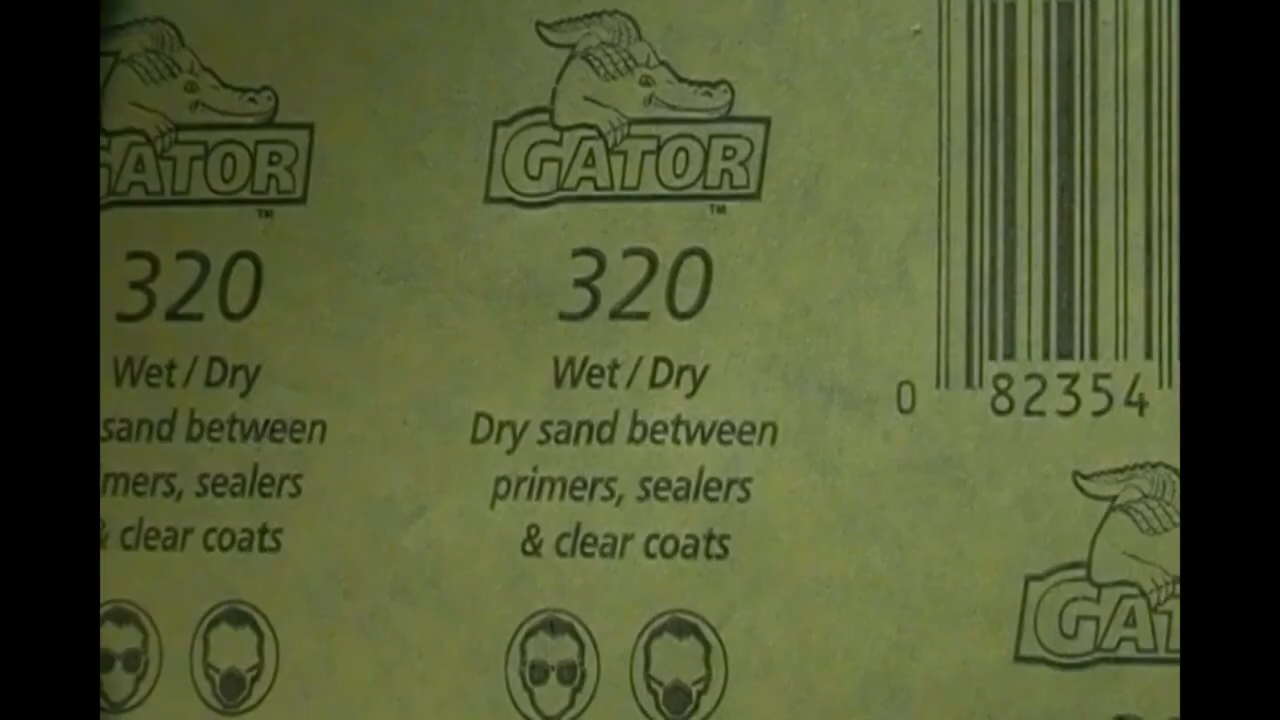 GATOR
TM
320
Wet / Dry
sand between
mers, sealers
& clear coats
GATOR
TM
320
Wet / Dry
Dry sand between
primers, sealers
& clear coats
0 82354
GAT